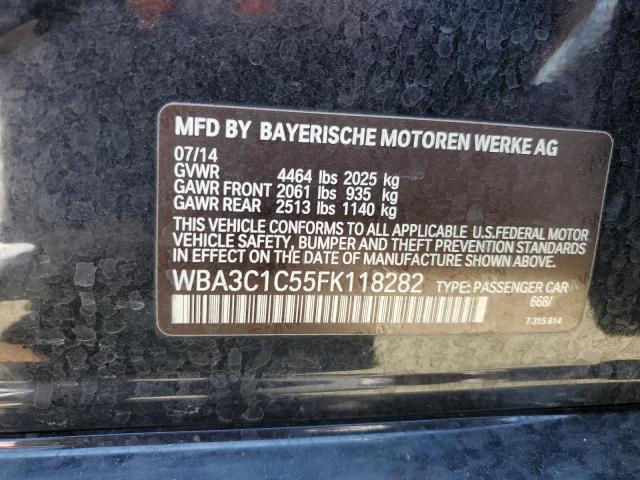 MFD BY BAYERISCHE MOTOREN WERKE AG
07/14
GVWR 4464 lbs 2025 kg
GAWR FRONT 2061 lbs 935 kg
GAWR REAR 2513 lbs 1140 kg
THIS VEHICLE CONFORMS TO ALL APPLICABLE U.S.FEDERAL MOTOR
VEHICLE SAFETY, BUMPER AND THEFT PREVENTION
STANDARDS IN EFFECT ON THE DATE OF MANUFACTURE SHOWN ABOVE.
WBA3C1C55FK118282 TYPE: PASSENGER CAR
668/
7315814